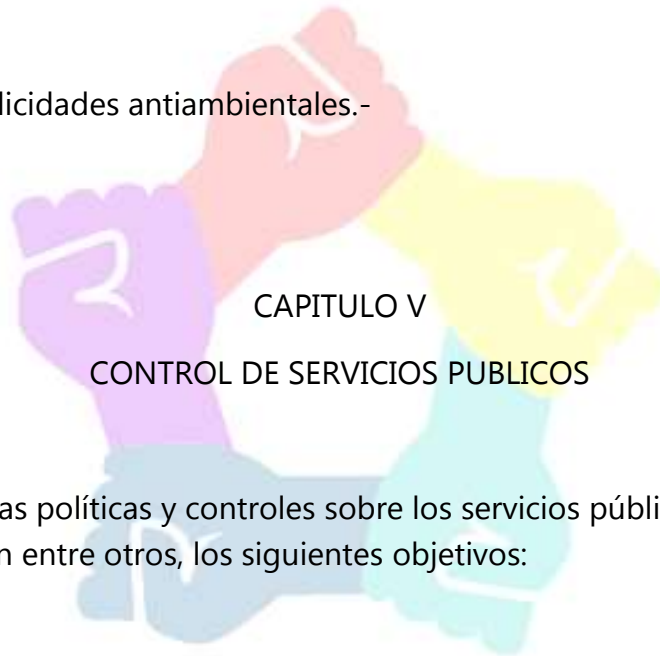 licidades antiambientales.-
CAPITULO V
CONTROL DE SERVICIOS PUBLICOS
as políticas y controles sobre los servicios públi
n entre otros, los siguientes objetivos: